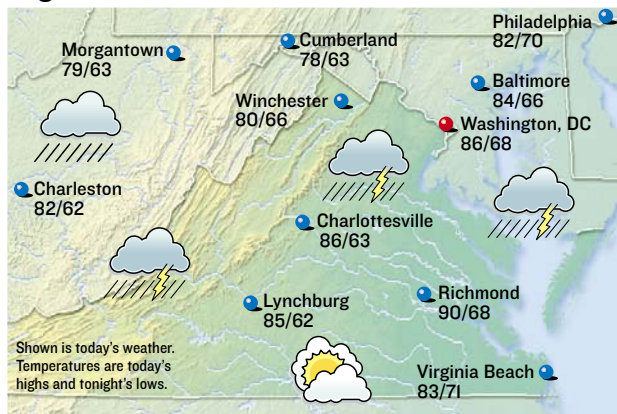 Philadelphia
82/70
Morgantown
79/63
Cumberland
78/63
Baltimore
84/66
Winchester
80/66
Washington, DC
86/68
Charleston
82/62
Charlottesville
86/63
Lynchburg
85/62
Richmond
90/68
Shown is today's weather.
Temperatures are today's
highs and tonight's lows.
Virginia Beach
83/71